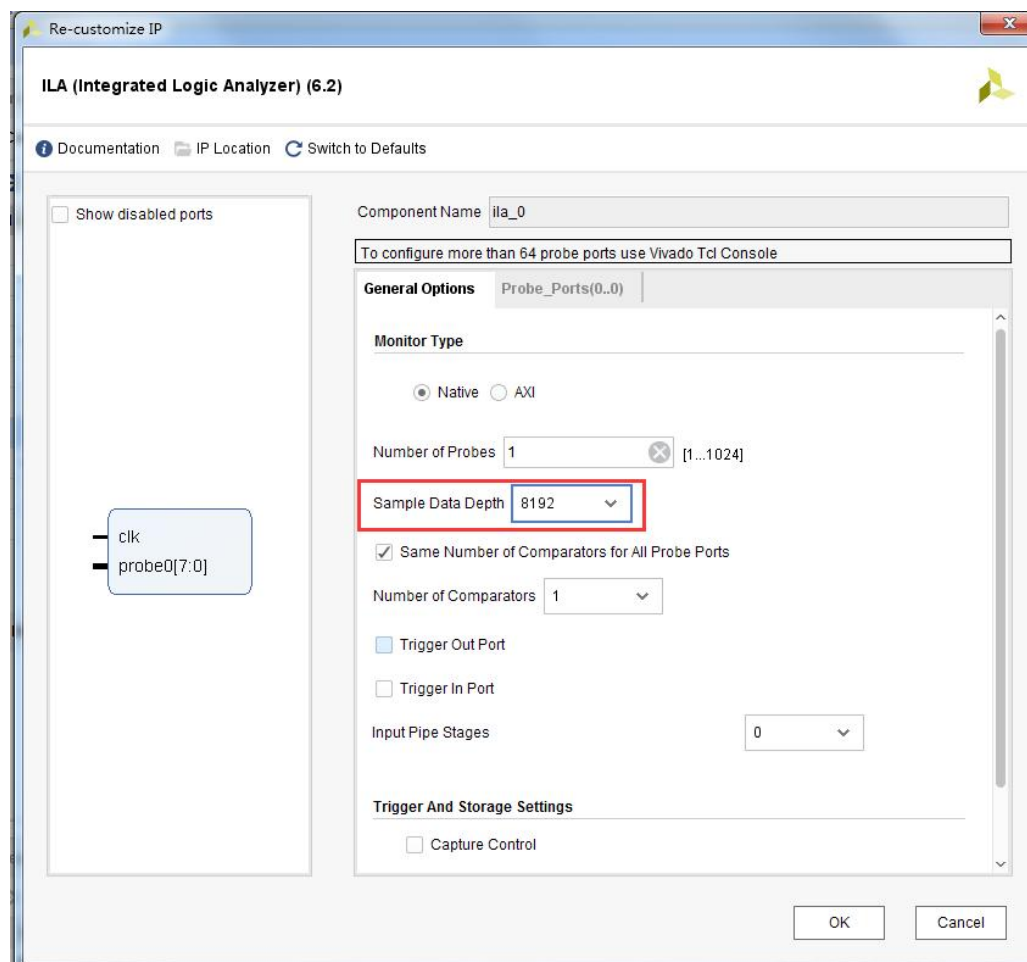 Re-customize IP
ILA (Integrated Logic Analyzer) (6.2)
Documentation IP Location Switch to Defaults
Show disabled ports
clk
probe0[7:0]
Component Name ila_0
To configure more than 64 probe ports use Vivado Tcl Console
General Options Probe_Ports(0..0)
Monitor Type
Native AXI
Number of Probes 1 [1...1024]
Sample Data Depth 8192
Same Number of Comparators for All Probe Ports
Number of Comparators 1
Trigger Out Port
Trigger In Port
Input Pipe Stages 0
Trigger And Storage Settings
Capture Control
OK Cancel